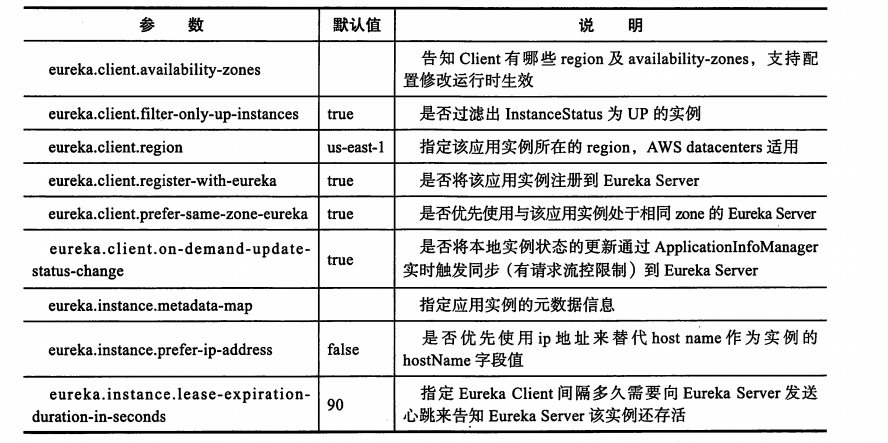 参 数 默认值 说 明
eureka.client.availability-zones 告知 Client 有哪些 region 及 availability-zones，支持配
置修改运行时生效
eureka.client.filter-only-up-instances true 是否过滤出 InstanceStatus 为 UP 的实例
eureka.client.region us-east-1 指定该应用实例所在的 region，AWS datacenters 适用
eureka.client.register-with-eureka true 是否将该应用实例注册到 Eureka Server
eureka.client.prefer-same-zone-eureka true 是否优先使用与该应用实例处于相同 zone 的 Eureka Server
eureka.client.on-demand-update-
status-change
true
是否将本地实例状态的更新通过 ApplicationInfoManager
实时触发同步（有请求流控限制）到 Eureka Server
eureka.instance.metadata-map 指定应用实例的元数据信息
eureka.instance.prefer-ip-address false 是否优先使用 ip 地址来替代 host name 作为实例的
hostName 字段值
eureka.instance.lease-expiration-
duration-in-seconds
90
指定 Eureka Client 间隔多久需要向 Eureka Server 发送
心跳来告知 Eureka Server 该实例还存活